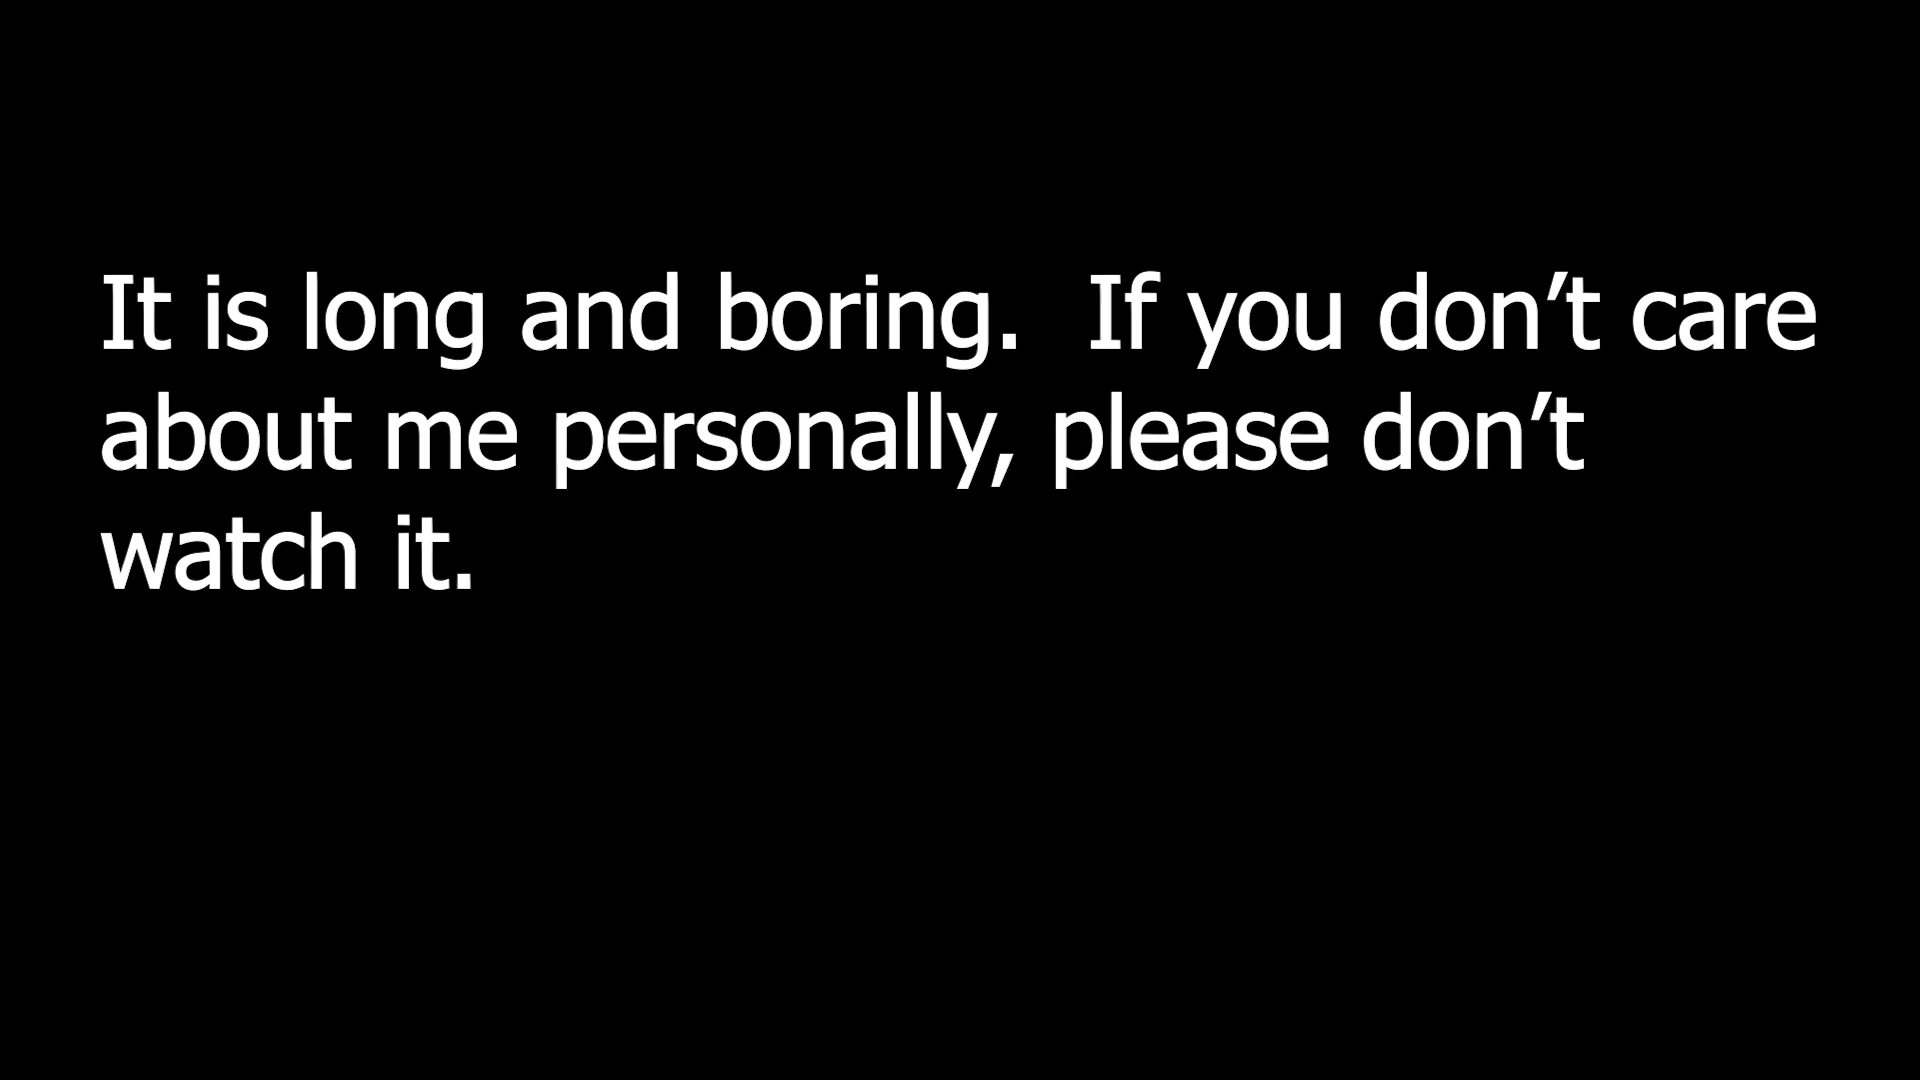 It is long and boring.  If you don’t care
about me personally, please don’t
watch it.